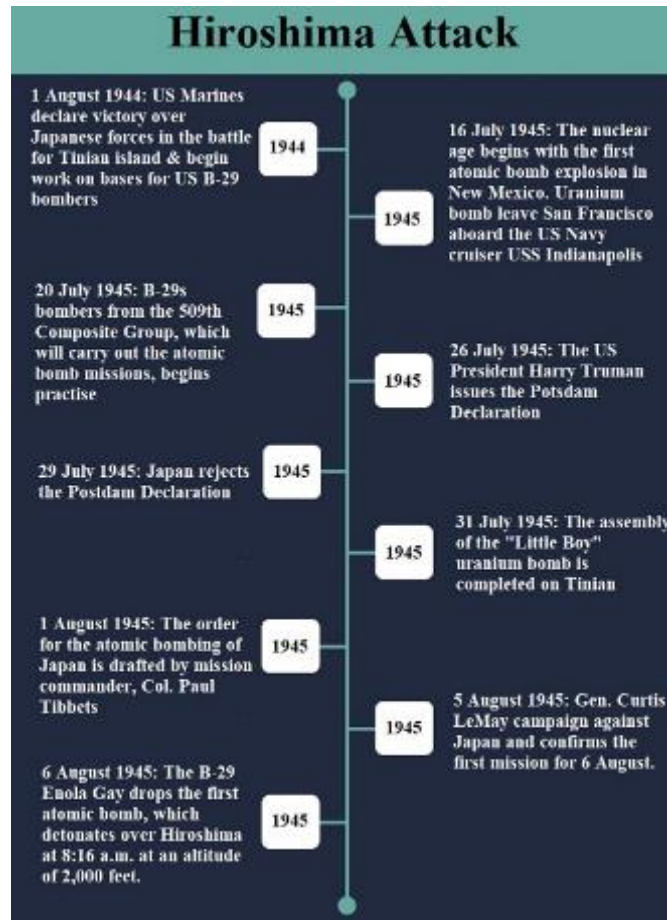 Hiroshima Attack
1 August 1944: US Marines
declare victory over
Japanese forces in the battle
for Tinian island & begin
work on bases for US B-29
bombers
1944
16 July 1945: The nuclear
age begins with the first
atomic bomb explosion in
New Mexico. Uranium
bomb leave San Francisco
aboard the US Navy
cruiser USS Indianapolis
1945
20 July 1945: B-29s
bombers from the 509th
Composite Group, which
will carry out the atomic
bomb missions, begins
practise
1945
26 July 1945: The US
President Harry Truman
issues the Potsdam
Declaration
1945
29 July 1945: Japan rejects
the Postdam Declaration
1945
31 July 1945: The assembly
of the "Little Boy"
uranium bomb is
completed on Tinian
1945
1 August 1945: The order
for the atomic bombing of
Japan is drafted by mission
commander, Col. Paul
Tibbets
1945
5 August 1945: Gen. Curtis
LeMay campaign against
Japan and confirms the
first mission for 6 August.
1945
6 August 1945: The B-29
Enola Gay drops the first
atomic bomb, which
detonates over Hiroshima
at 8:16 a.m. at an altitude
of 2,000 feet.
1945